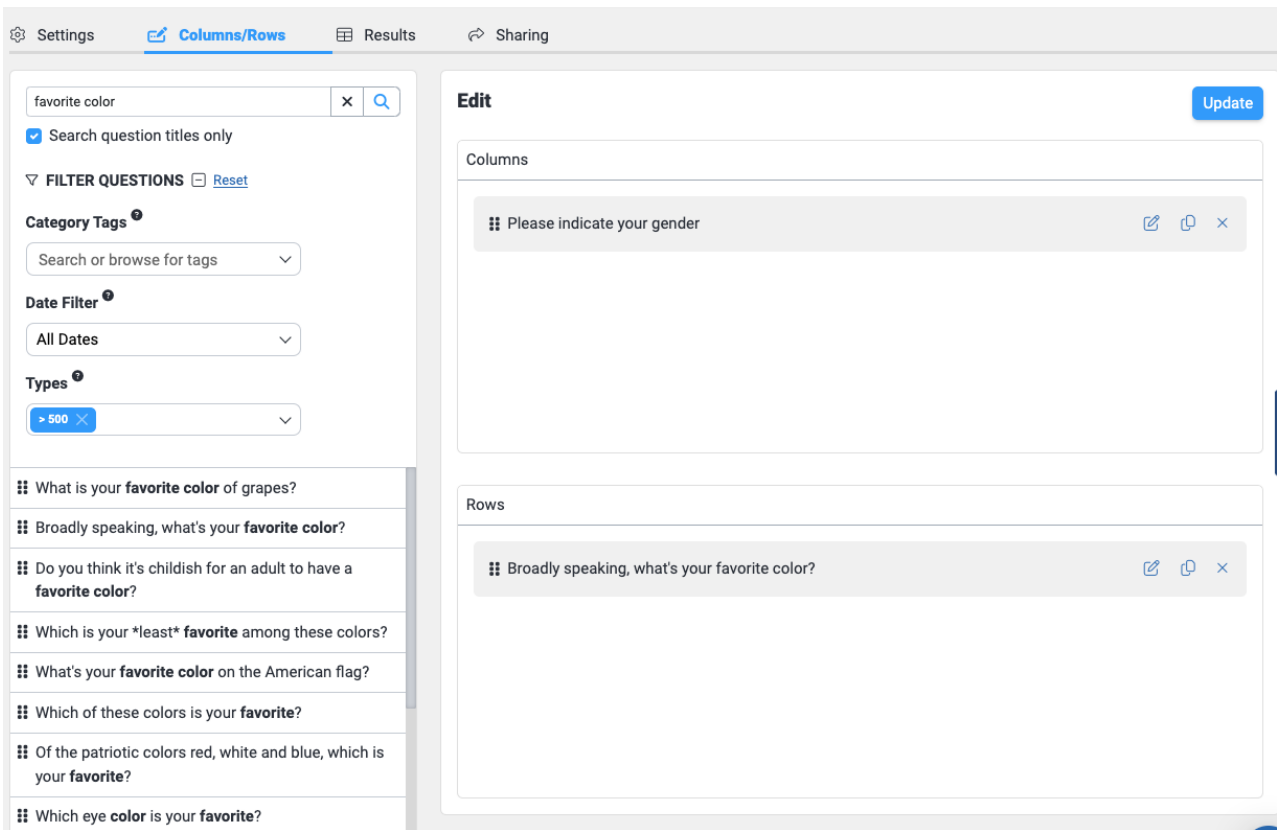 Settings
Columns/Rows
Results
Sharing
favorite color
Search question titles only
FILTER QUESTIONS
Reset
Category Tags
Search or browse for tags
Date Filter
All Dates
Types
> 500
What is your favorite color of grapes?
Broadly speaking, what's your favorite color?
Do you think it's childish for an adult to have a
favorite color?
Which is your *least* favorite among these colors?
What's your favorite color on the American flag?
Which of these colors is your favorite?
Of the patriotic colors red, white and blue, which is
your favorite?
Which eye color is your favorite?
Edit
Update
Columns
Please indicate your gender
Rows
Broadly speaking, what's your favorite color?